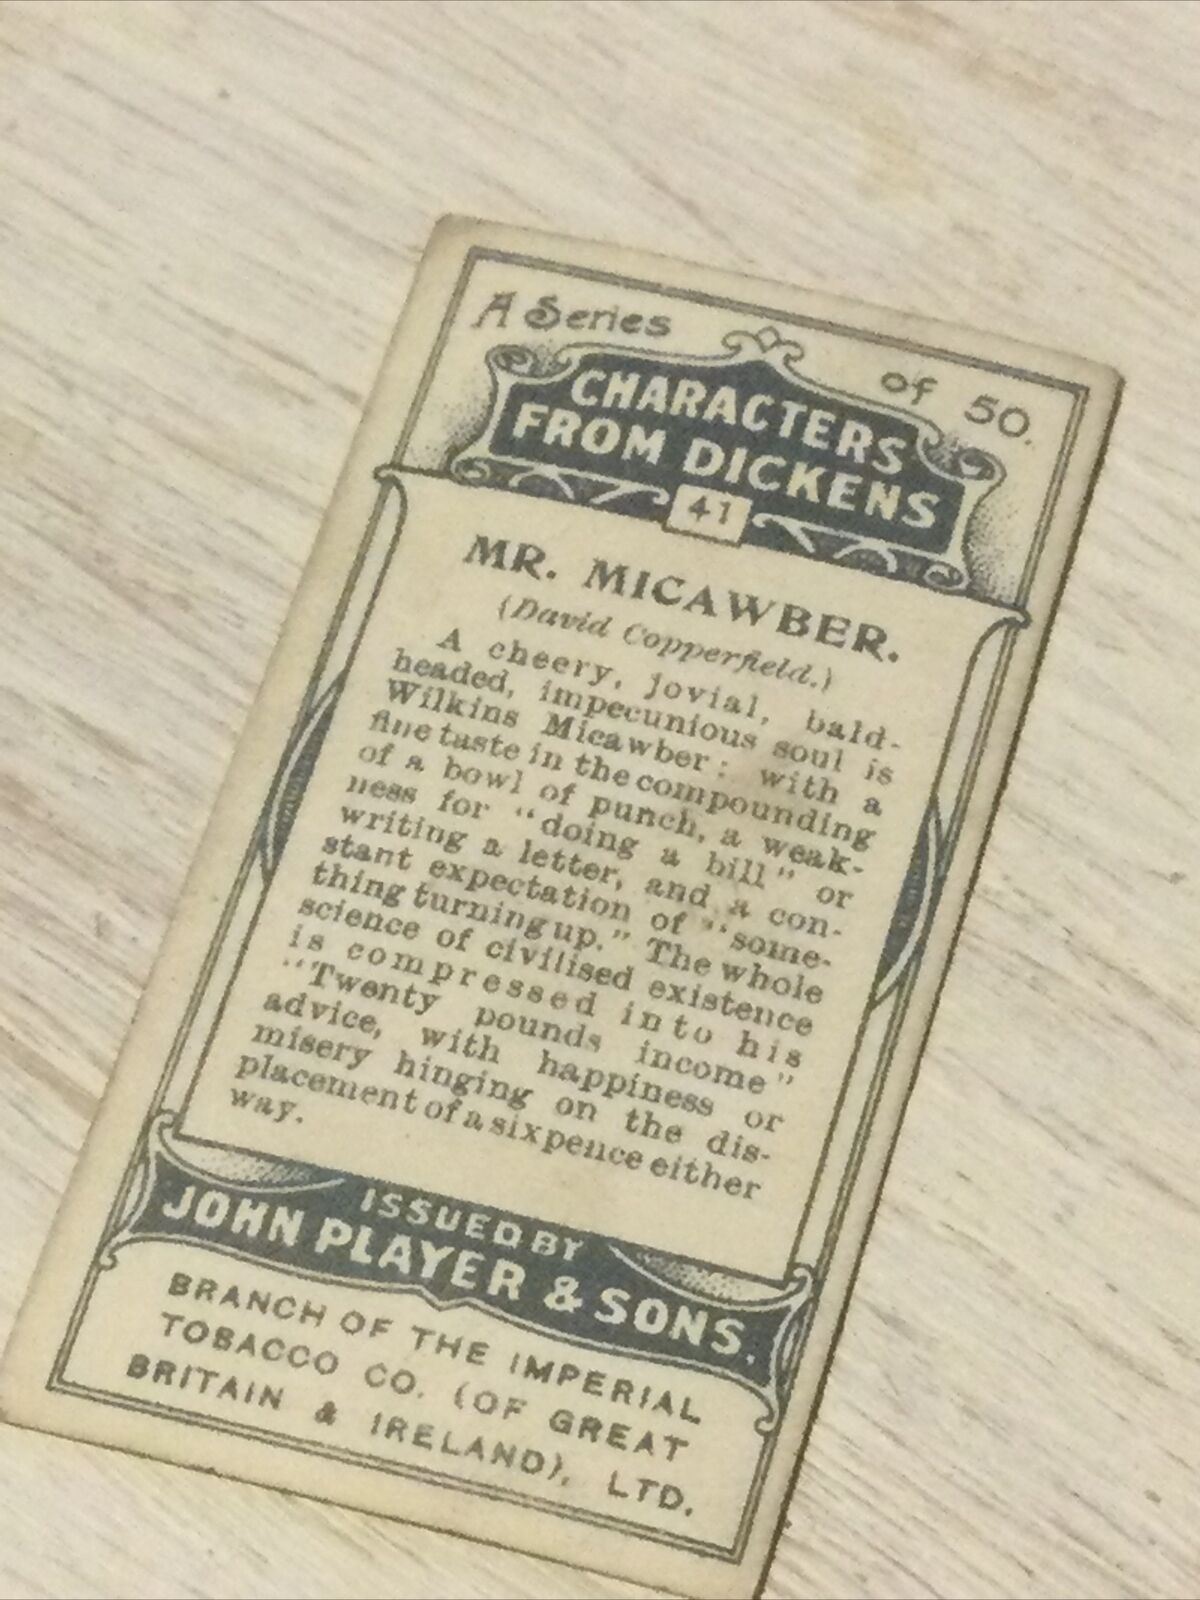 A Series of 50.
CHARACTERS
FROM DICKENS
41
MR. MICAWBER.
(David Copperfield.)
A cheery, jovial, bald-
headed, impecunious soul is
Wilkins Micawber: with a
fine taste in the compounding
of a bowl of punch, a weak-
ness for "doing a bill" or
writing a letter, and a con-
stant expectation of "some-
thing turning up." The whole
science of civilised existence
is compressed into his
"Twenty pounds income"
advice, with happiness or
misery hinging on the dis-
placement of a sixpence either
way.
ISSUED BY
JOHN PLAYER & SONS.
BRANCH OF THE IMPERIAL
TOBACCO CO. (OF GREAT
BRITAIN & IRELAND), LTD.